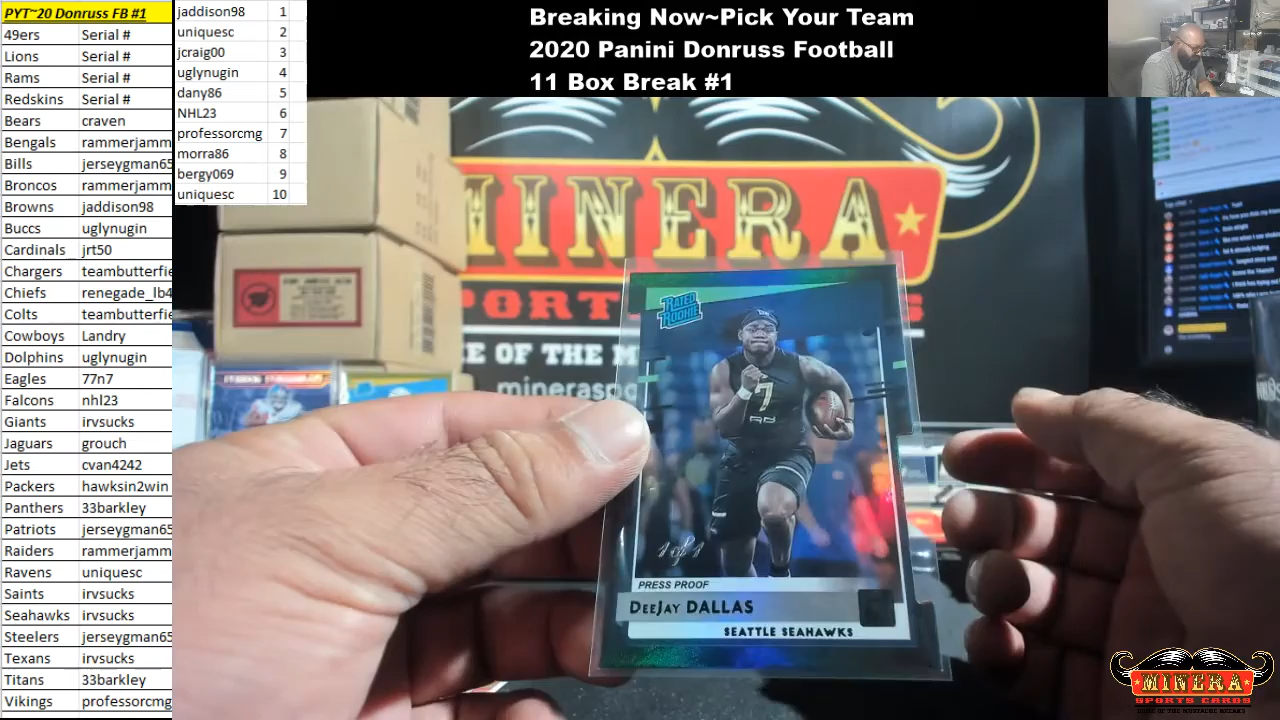 PYT~20 Donruss FB #1
49ers Serial #
Lions Serial #
Rams Serial #
Redskins Serial #
Bears craven
Bengals rammerjamm
Bills jerseygman65
Broncos rammerjamm
Browns jaddison98
Buccs uglynugin
Cardinals jrt50
Chargers teambutterfie
Chiefs renegade_lb4
Colts teambutterfie
Cowboys Landry
Dolphins uglynugin
Eagles 77n7
Falcons nhl23
Giants irvsucks
Jaguars grouch
Jets cvan4242
Packers hawksin2win
Panthers 33barkley
Patriots jerseygman65
Raiders rammerjamm
Ravens uniquesc
Saints irvsucks
Seahawks irvsucks
Steelers jerseygman65
Texans irvsucks
Titans 33barkley
Vikings professorcmg
jaddison98 1
uniquesc 2
jcraig00 3
uglynugin 4
dany86 5
NHL23 6
professorcmg 7
morra86 8
bergy069 9
uniquesc 10
Breaking Now~Pick Your Team
2020 Panini Donruss Football
11 Box Break #1
MINERA
SPORTS
E OF THE M
mineraspo
RATED
ROOKIE
7
1 of 1
PRESS PROOF
DEEJAY DALLAS
SEATTLE SEAHAWKS
MINERA
SPORTS CARDS